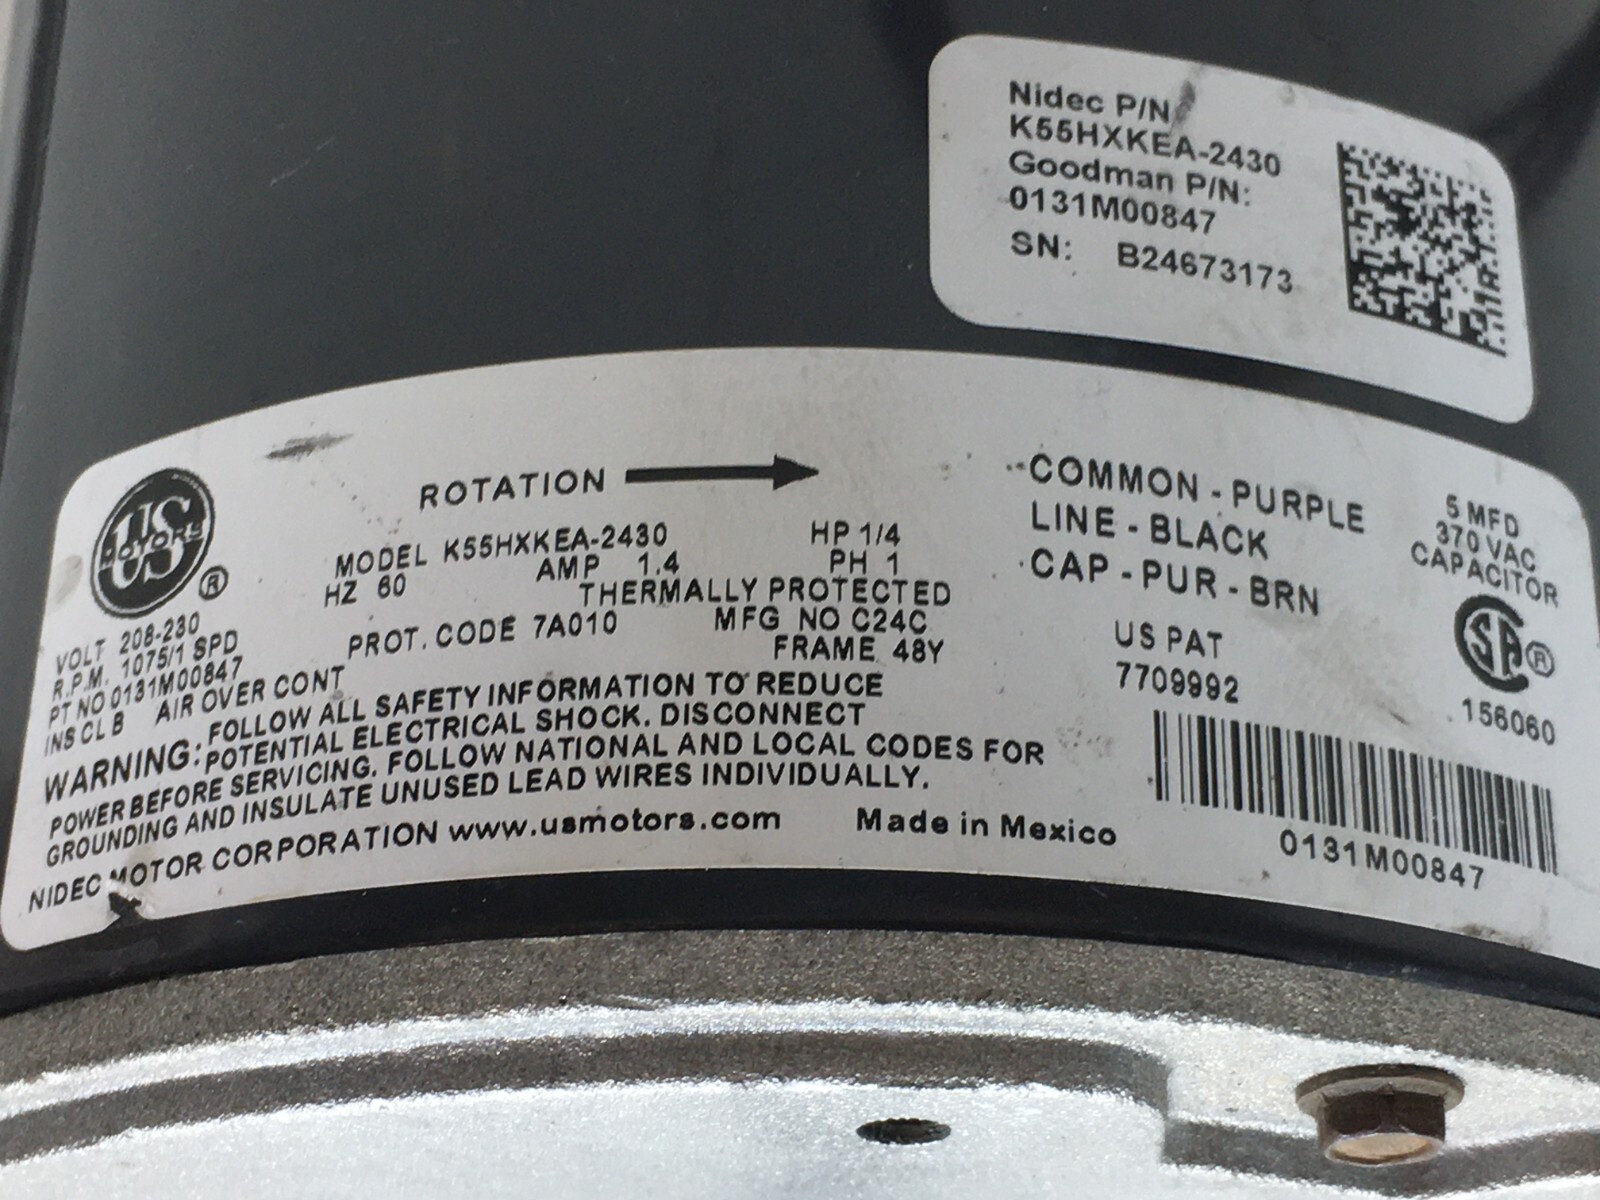 Nidec P/N
K55HXKEA-2430
Goodman P/N:
0131M00847
SN: B24673173
US
MOTORS
®
ROTATION
MODEL K55HXKEA-2430 HP 1/4
HZ 60 AMP 1.4 PH 1
THERMALLY PROTECTED
VOLT 208-230
R.P.M. 1075/1 SPD
PROT. CODE 7A010 MFG NO C24C
PT NO 0131M00847 FRAME 48Y
INS CL B AIR OVER CONT
WARNING: FOLLOW ALL SAFETY INFORMATION TO REDUCE
POTENTIAL ELECTRICAL SHOCK. DISCONNECT
POWER BEFORE SERVICING. FOLLOW NATIONAL AND LOCAL CODES FOR
GROUNDING AND INSULATE UNUSED LEAD WIRES INDIVIDUALLY.
NIDEC MOTOR CORPORATION www.usmotors.com Made in Mexico
COMMON - PURPLE
LINE - BLACK
CAP - PUR - BRN
5 MFD
370 VAC
CAPACITOR
US PAT
7709992
SA ®
156060
0131M00847